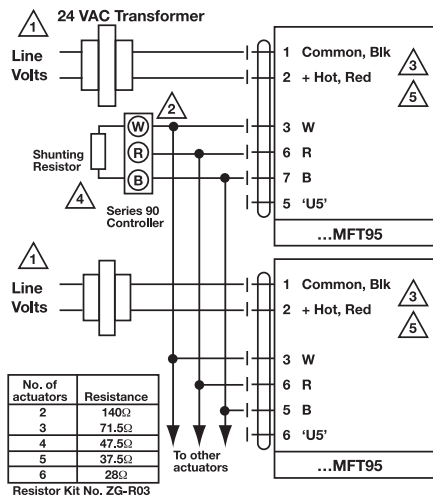 1
24 VAC Transformer
Line
Volts
1 Common, Blk
2 + Hot, Red
3
5
W
2
3 W
R
6 R
Shunting
Resistor
B
7 B
4
Series 90
Controller
5 'U5'
...MFT95
1
Line
Volts
1 Common, Blk
2 + Hot, Red
3
5
3 W
6 R
5 B
6 'U5'
...MFT95
No. of
actuators Resistance
2 140Ω
3 71.5Ω
4 47.5Ω
5 37.5Ω
6 28Ω
Resistor Kit No. ZG-R03
To other
actuators